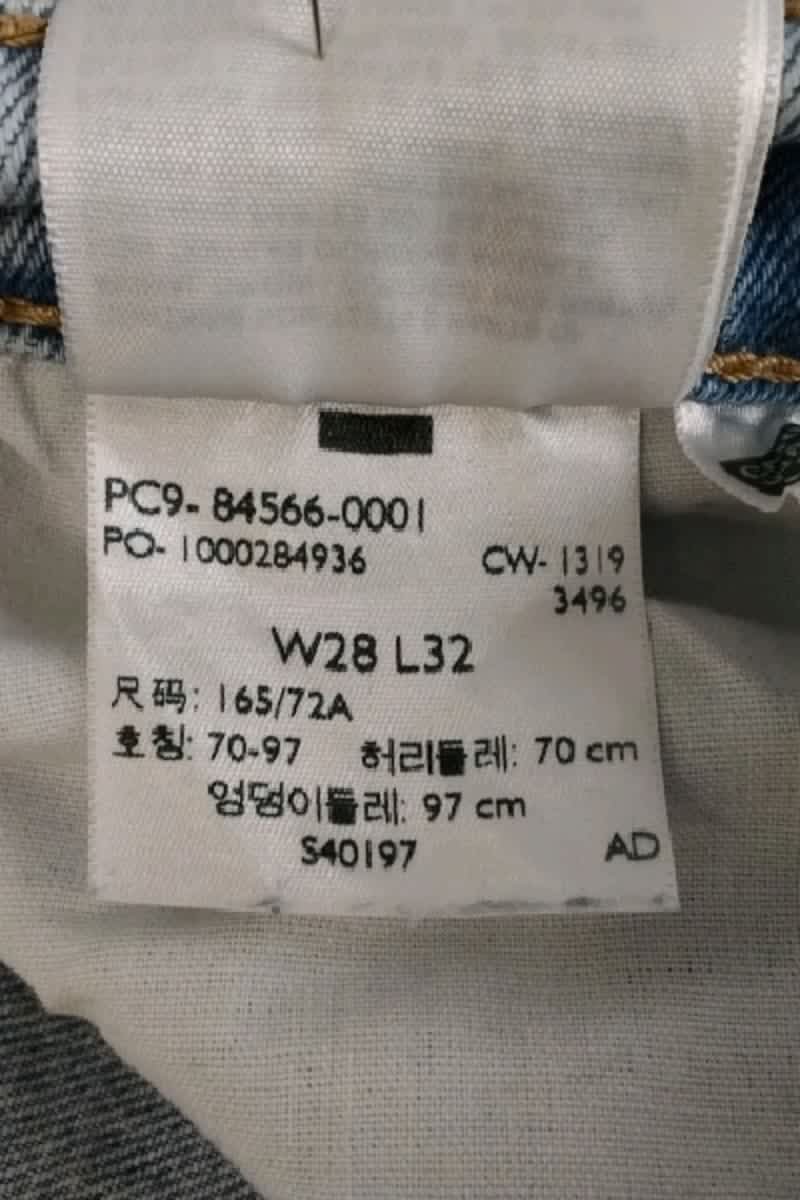 PC9- 84566-0001
PO- 1000284936 CW- 1319
3496
W28 L32
尺码: 165/72A
호칭: 70-97 허리둘레: 70 cm
엉덩이둘레: 97 cm
S40197 AD